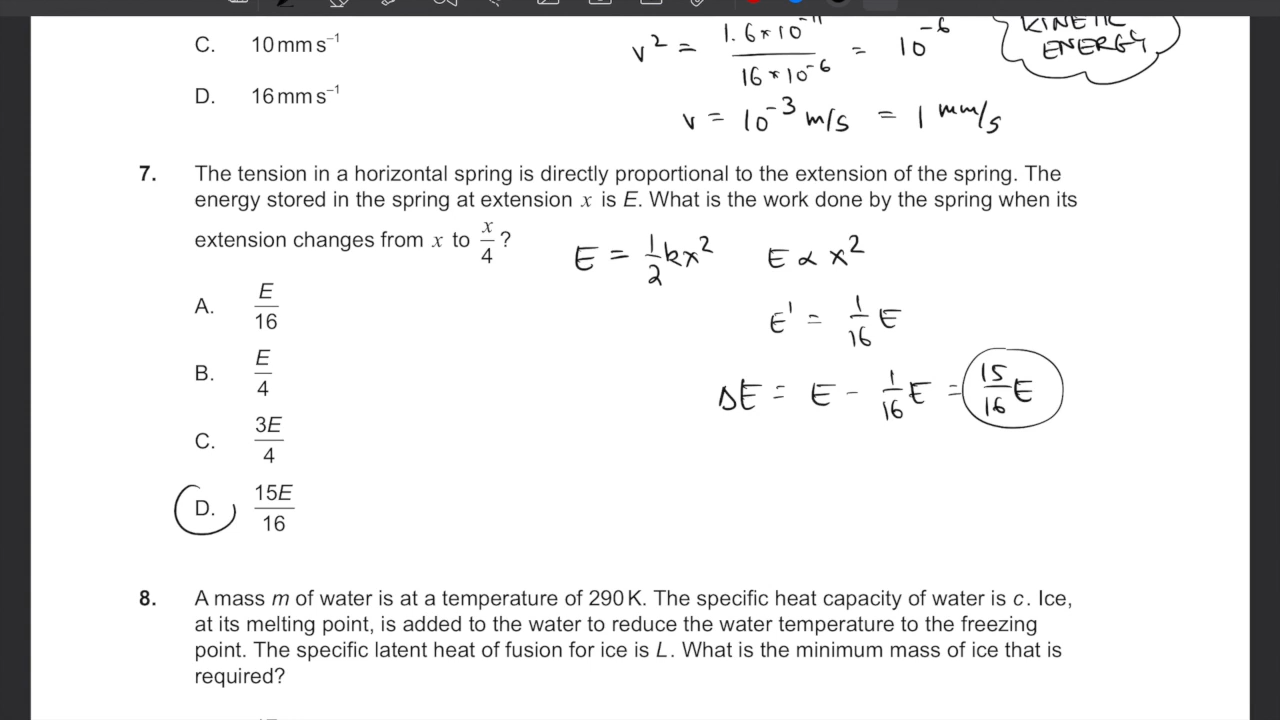 C. 10 mm s⁻¹
v² = 1.6*10⁻¹¹ / 16*10⁻⁶ = 10⁻⁶
KINETIC
ENERGY
D. 16 mm s⁻¹
v = 10⁻³ m/s = 1 mm/s
7. The tension in a horizontal spring is directly proportional to the extension of the spring. The
energy stored in the spring at extension x is E. What is the work done by the spring when its
extension changes from x to x/4?
E = 1/2 kx² E ∝ x²
E' = 1/16 E
ΔE = E - 1/16 E = 15/16 E
A. E/16
B. E/4
C. 3E/4
D. 15E/16
8. A mass m of water is at a temperature of 290 K. The specific heat capacity of water is c. Ice,
at its melting point, is added to the water to reduce the water temperature to the freezing
point. The specific latent heat of fusion for ice is L. What is the minimum mass of ice that is
required?